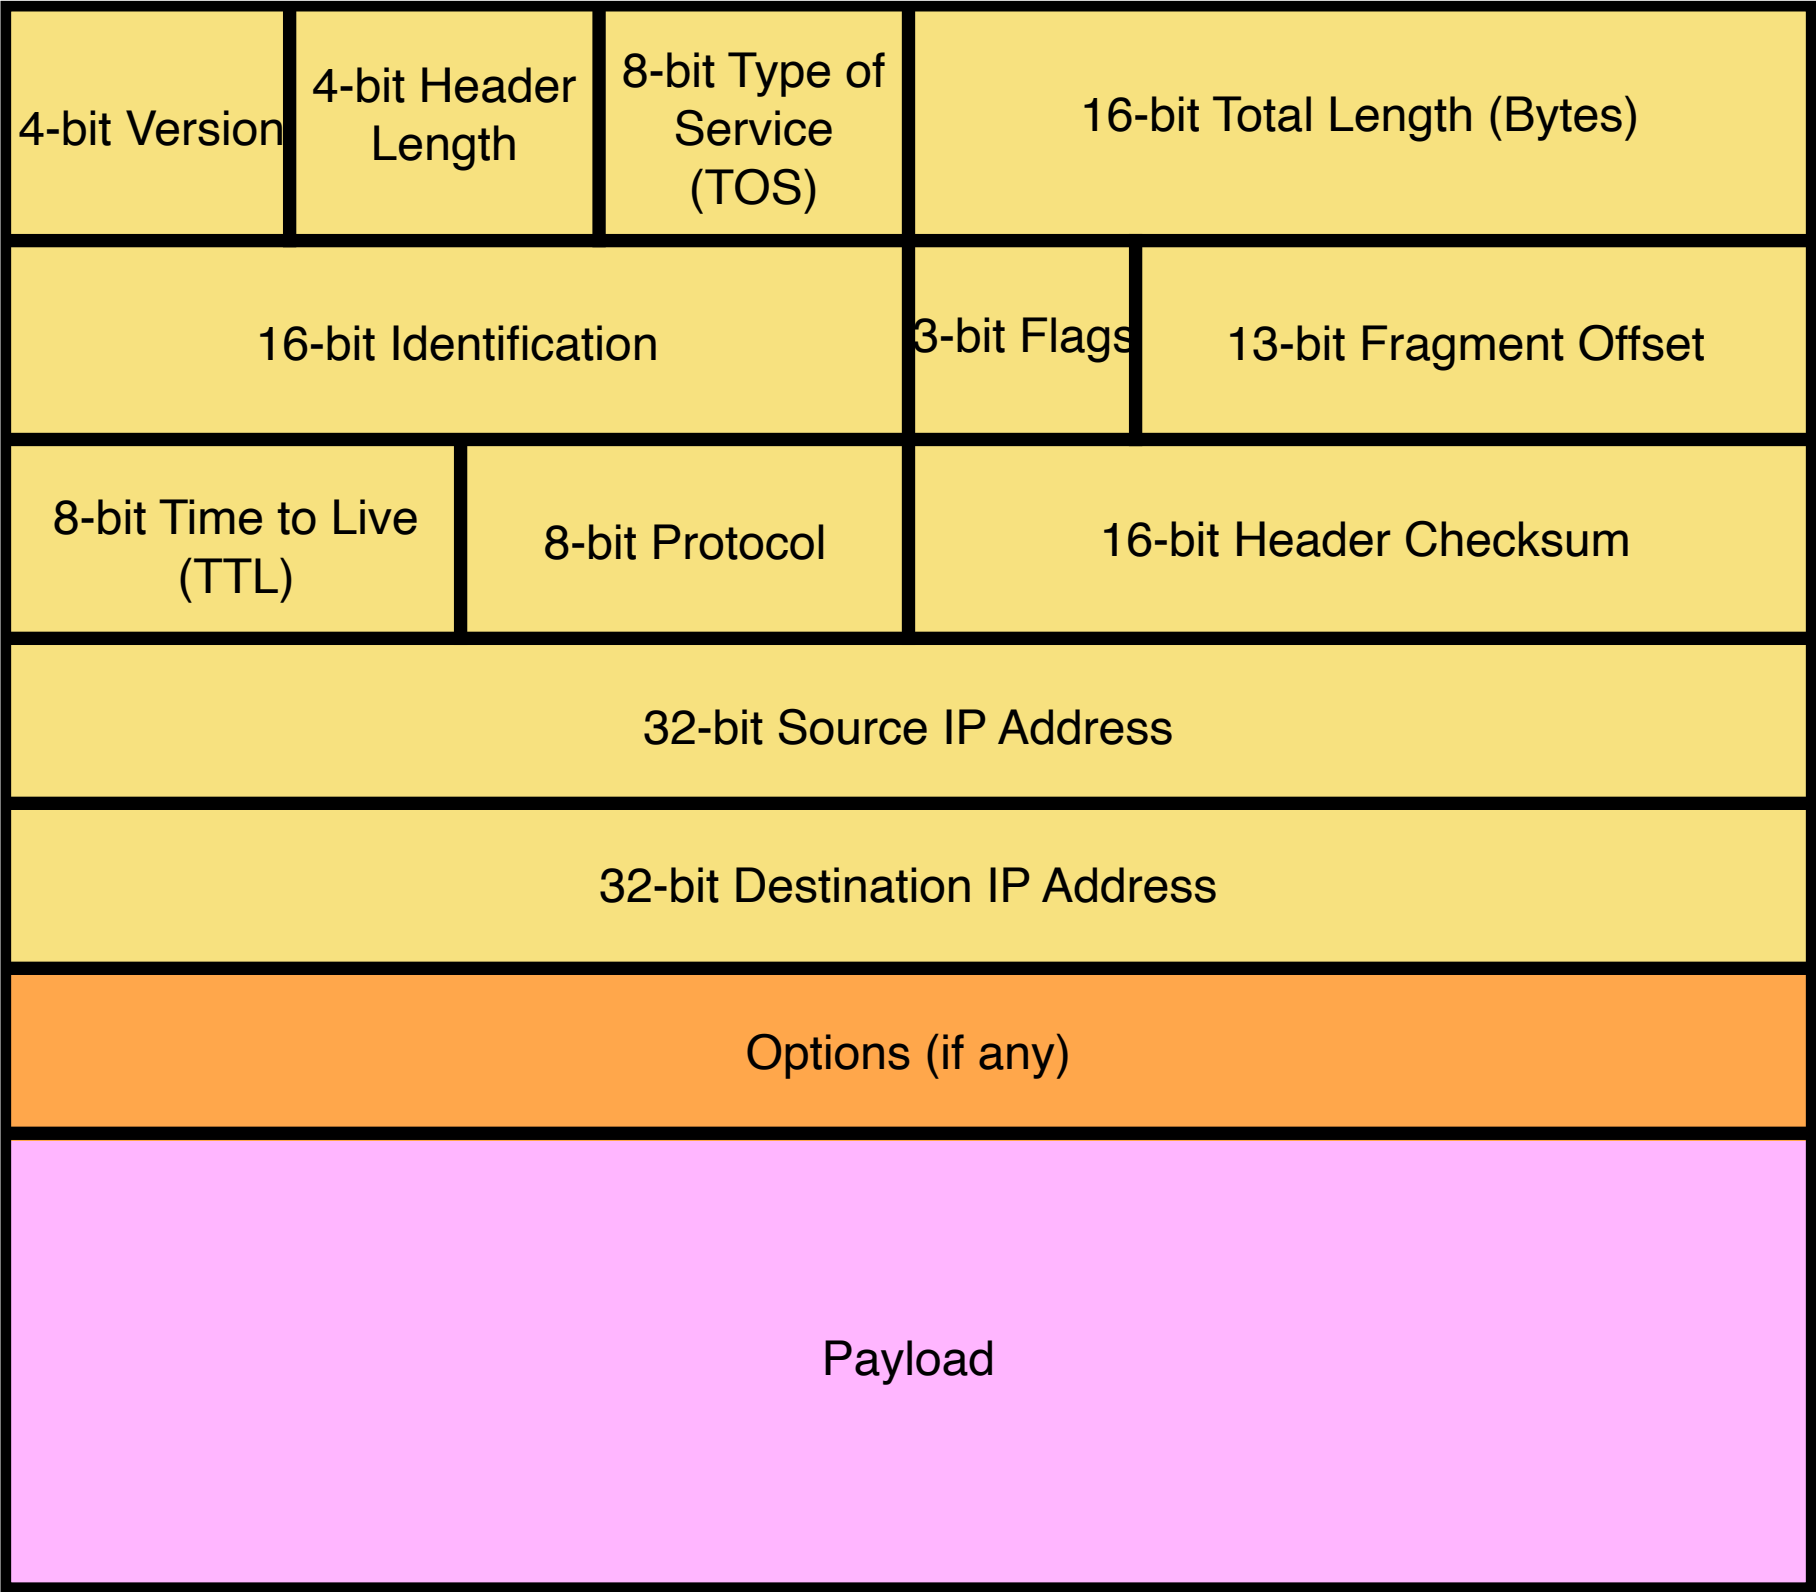 4-bit Version
4-bit Header
Length
8-bit Type of
Service
(TOS)
16-bit Total Length (Bytes)
16-bit Identification
3-bit Flags
13-bit Fragment Offset
8-bit Time to Live
(TTL)
8-bit Protocol
16-bit Header Checksum
32-bit Source IP Address
32-bit Destination IP Address
Options (if any)
Payload